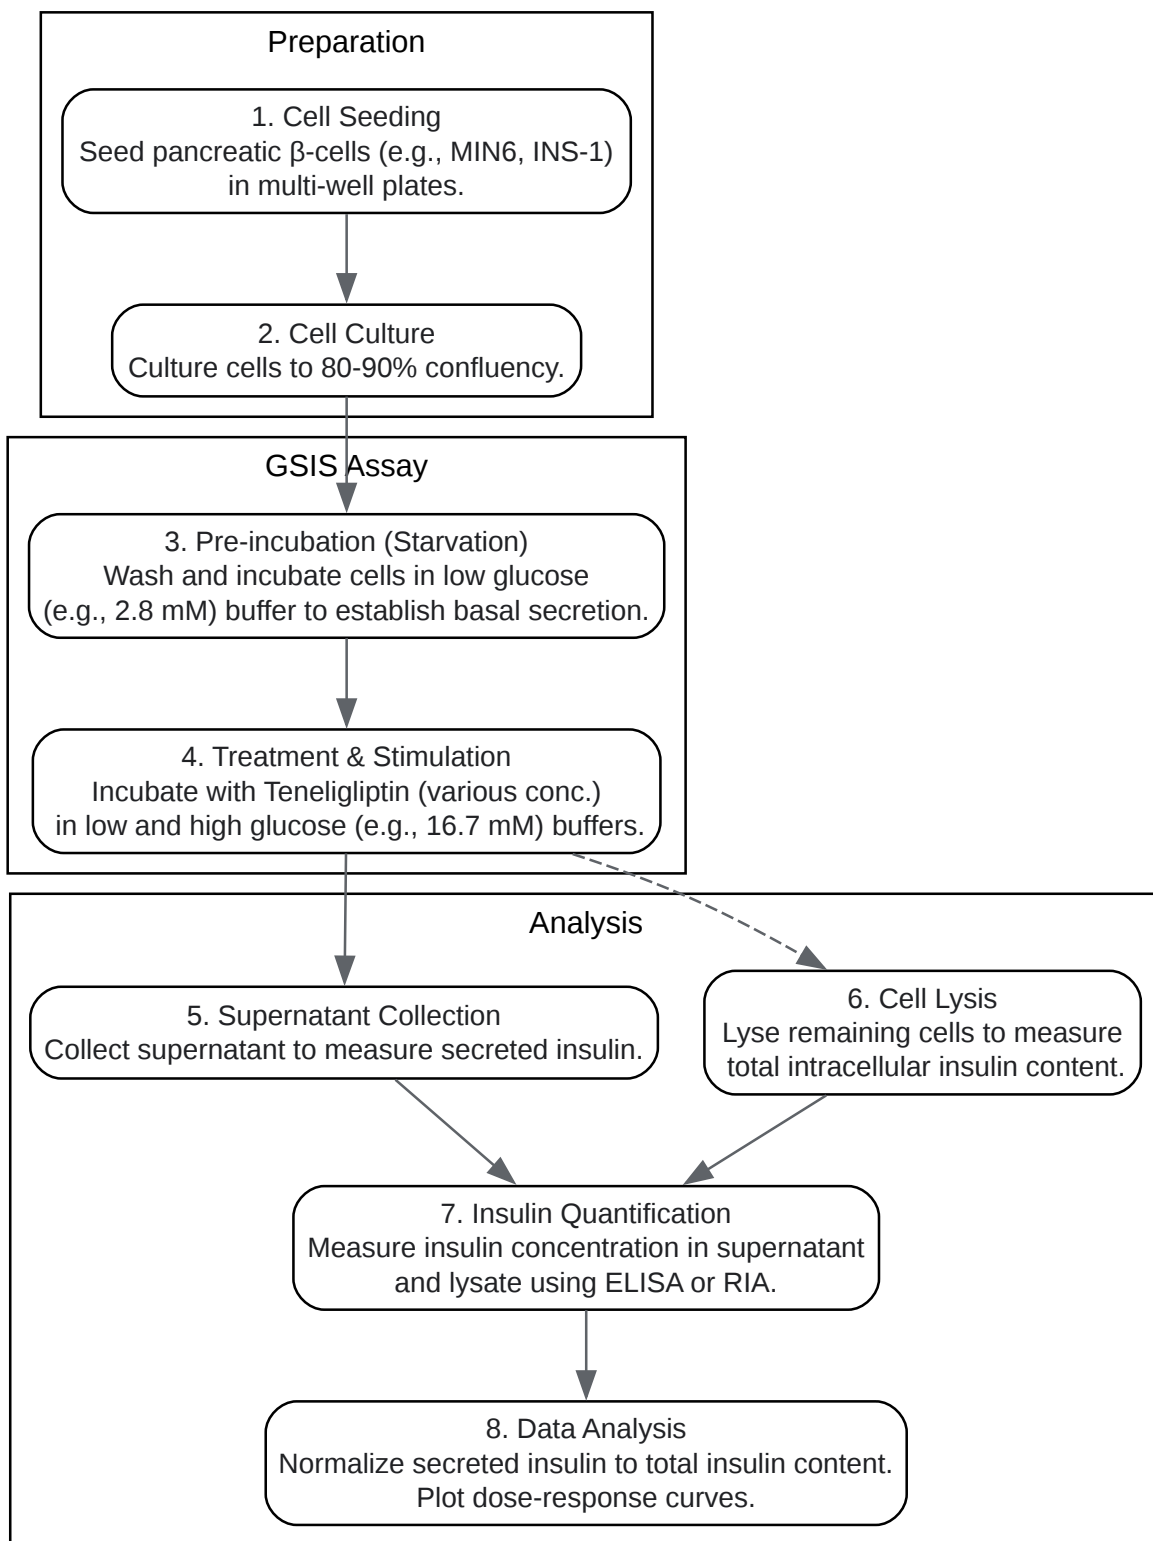 Preparation
1. Cell Seeding
Seed pancreatic β-cells (e.g., MIN6, INS-1)
in multi-well plates.
2. Cell Culture
Culture cells to 80-90% confluency.
GSIS Assay
3. Pre-incubation (Starvation)
Wash and incubate cells in low glucose
(e.g., 2.8 mM) buffer to establish basal secretion.
4. Treatment & Stimulation
Incubate with Teneligliptin (various conc.)
in low and high glucose (e.g., 16.7 mM) buffers.
Analysis
5. Supernatant Collection
Collect supernatant to measure secreted insulin.
6. Cell Lysis
Lyse remaining cells to measure
total intracellular insulin content.
7. Insulin Quantification
Measure insulin concentration in supernatant
and lysate using ELISA or RIA.
8. Data Analysis
Normalize secreted insulin to total insulin content.
Plot dose-response curves.